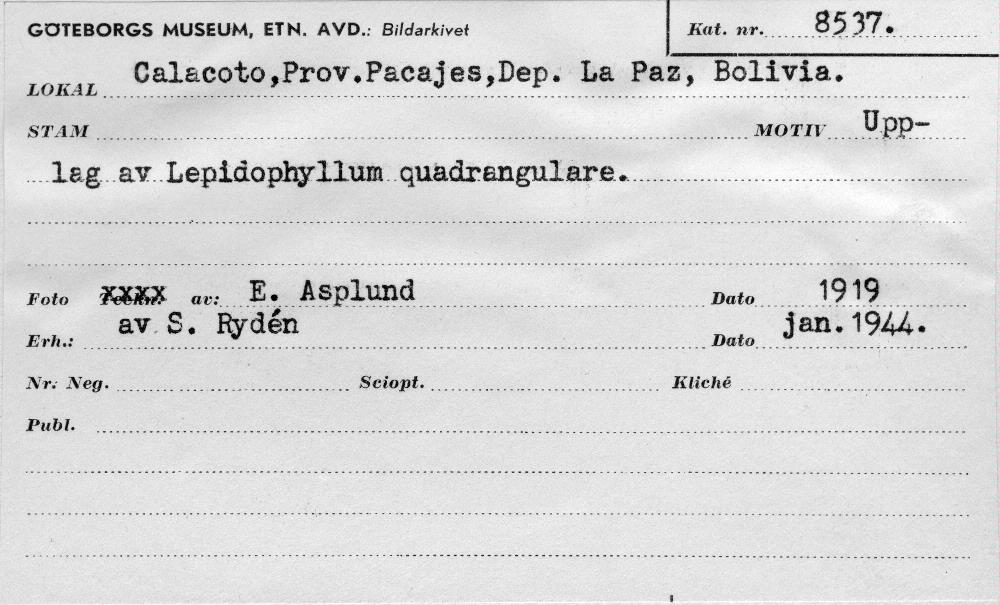 GÖTEBORGS MUSEUM, ETN. AVD.: Bildarkivet Kat. nr. 8537.
LOKAL Calacoto,Prov.Pacajes,Dep. La Paz, Bolivia.
STAM MOTIV Upp-
lag av Lepidophyllum quadrangulare.
Foto xxxx av: E. Asplund Dato 1919
Erh.: av S. Rydén Dato jan.1944.
Nr. Neg. Sciopt. Kliché
Publ.